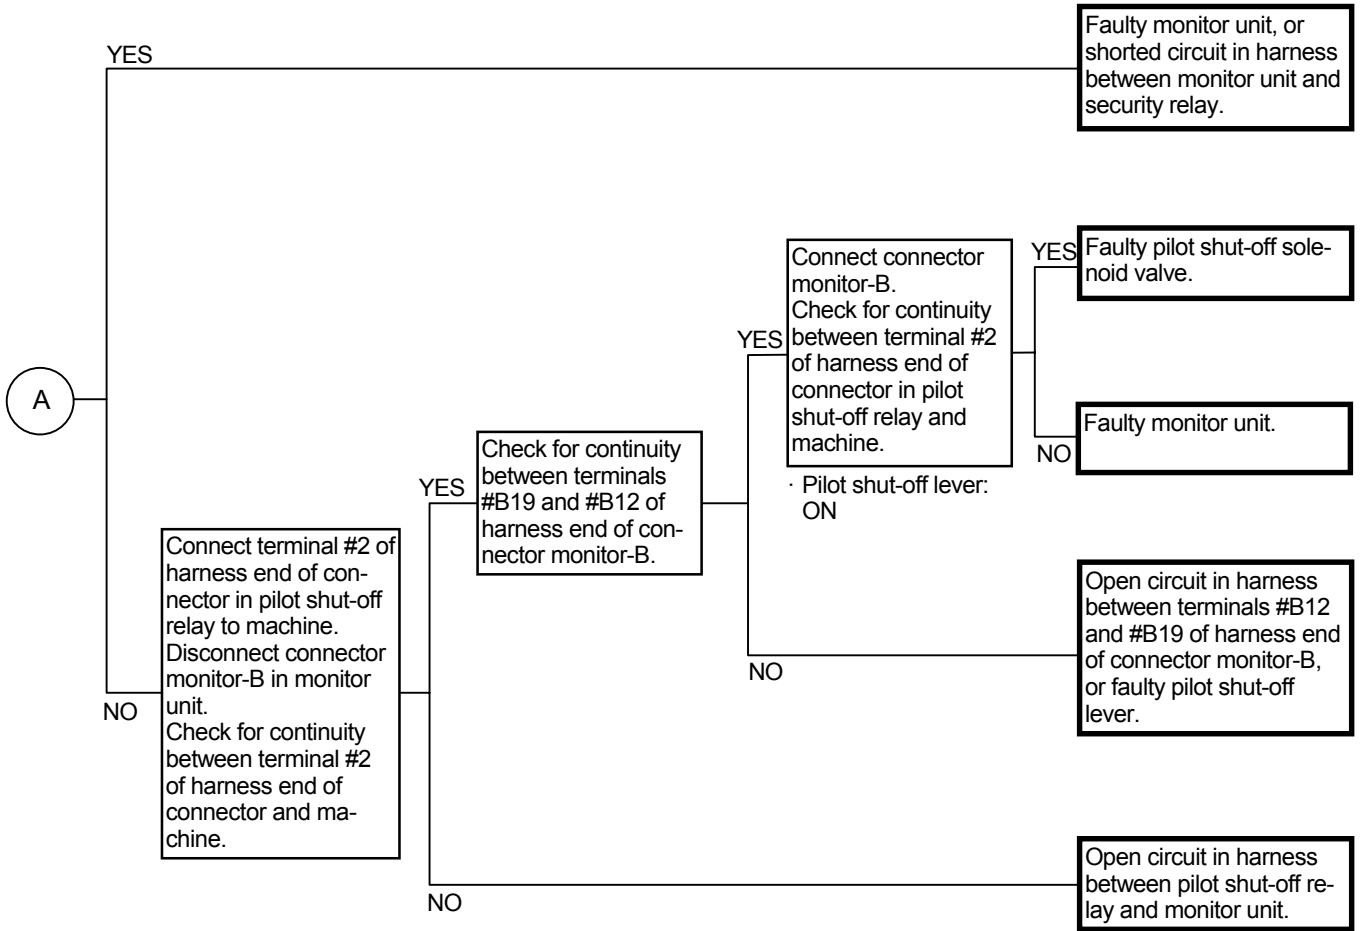 YES
Faulty monitor unit, or
shorted circuit in harness
between monitor unit and
security relay.
A
NO
Connect terminal #2 of
harness end of con-
nector in pilot shut-off
relay to machine.
Disconnect connector
monitor-B in monitor
unit.
Check for continuity
between terminal #2
of harness end of
connector and ma-
chine.
YES
Check for continuity
between terminals
#B19 and #B12 of
harness end of con-
nector monitor-B.
YES
Connect connector
monitor-B.
Check for continuity
between terminal #2
of harness end of
connector in pilot
shut-off relay and
machine.
· Pilot shut-off lever:
ON
YES
Faulty pilot shut-off sole-
noid valve.
NO
Faulty monitor unit.
NO
Open circuit in harness
between terminals #B12
and #B19 of harness end
of connector monitor-B,
or faulty pilot shut-off
lever.
NO
Open circuit in harness
between pilot shut-off re-
lay and monitor unit.